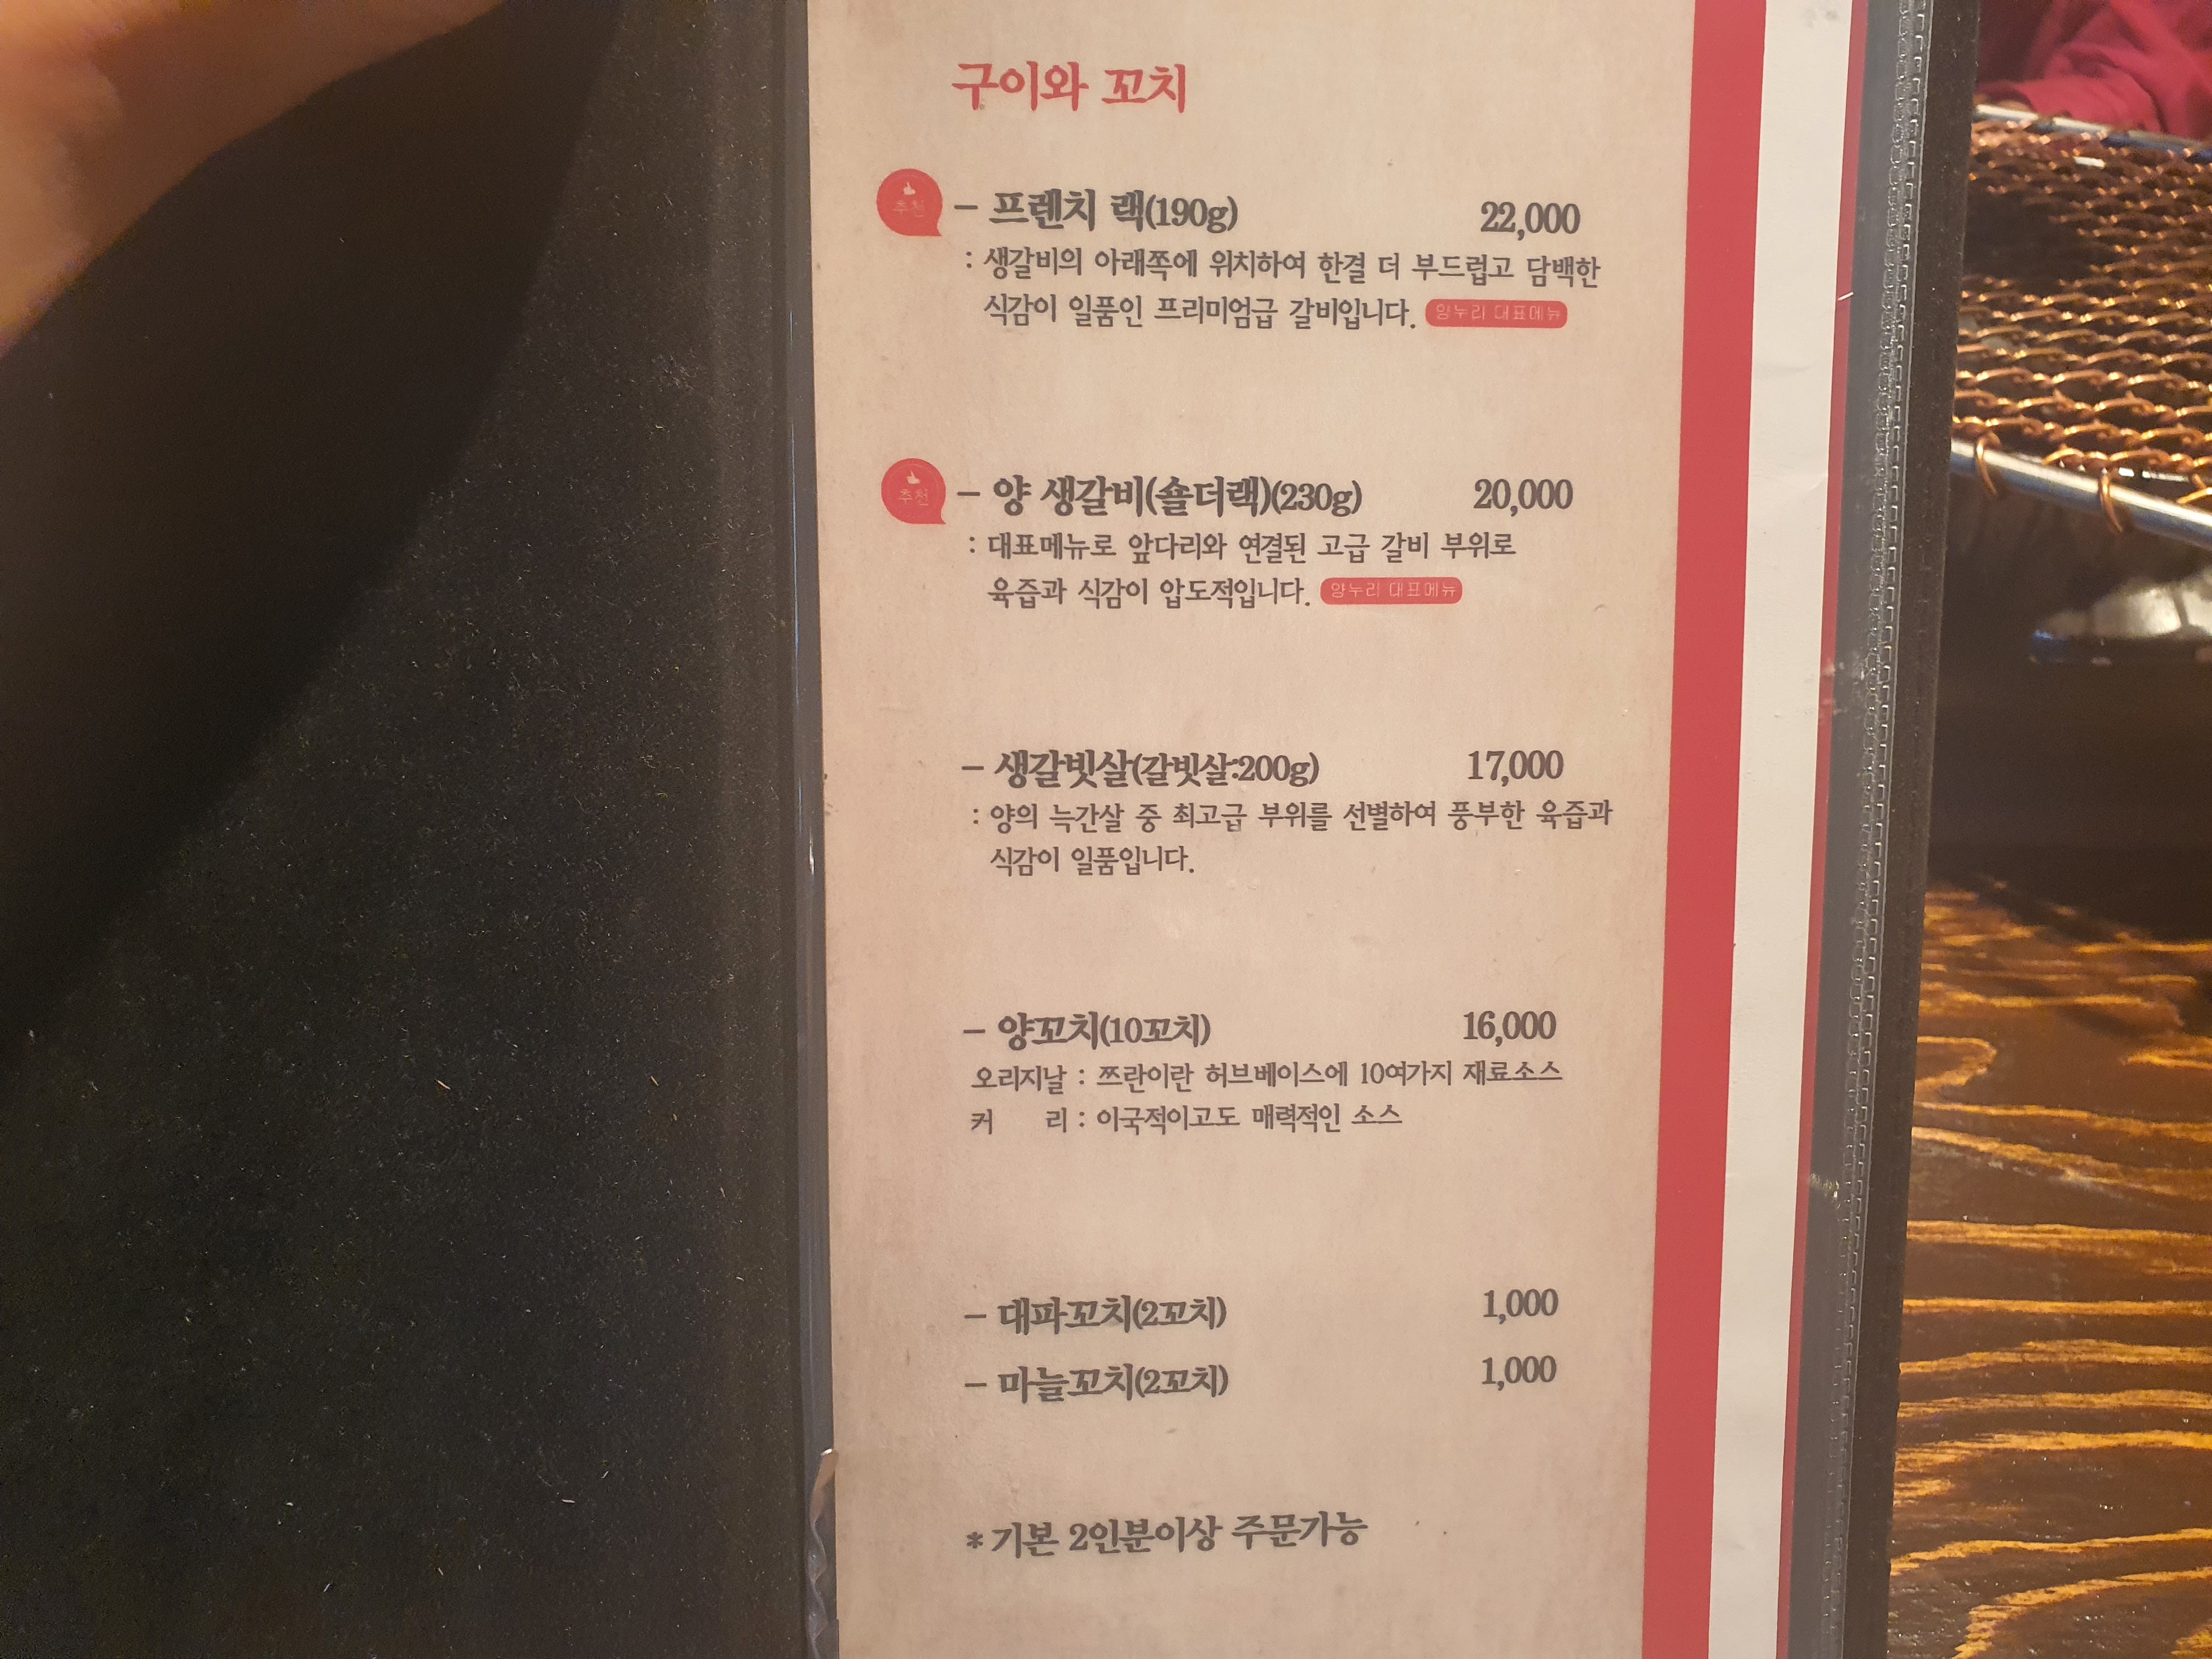 구이와 꼬치
추천
– 프렌치 랙(190g) 22,000
: 생갈비의 아래쪽에 위치하여 한결 더 부드럽고 담백한
식감이 일품인 프리미엄급 갈비입니다. 양누리 대표메뉴
추천
– 양 생갈비(숄더랙)(230g) 20,000
: 대표메뉴로 앞다리와 연결된 고급 갈비 부위로
육즙과 식감이 압도적입니다. 양누리 대표메뉴
– 생갈빗살(갈빗살:200g) 17,000
: 양의 늑간살 중 최고급 부위를 선별하여 풍부한 육즙과
식감이 일품입니다.
– 양꼬치(10꼬치) 16,000
오리지날 : 쯔란이란 허브베이스에 10여가지 재료소스
커 리 : 이국적이고도 매력적인 소스
– 대파꼬치(2꼬치) 1,000
– 마늘꼬치(2꼬치) 1,000
* 기본 2인분이상 주문가능